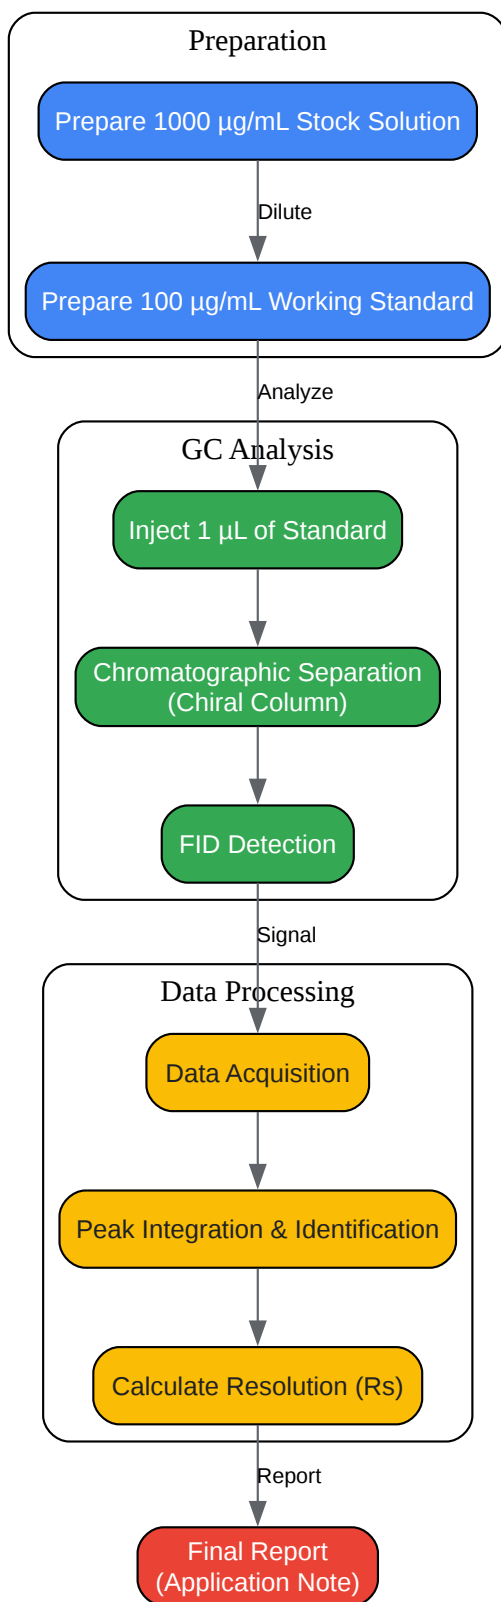 Preparation
Prepare 1000 µg/mL Stock Solution
Dilute
Prepare 100 µg/mL Working Standard
Analyze
GC Analysis
Inject 1 µL of Standard
Chromatographic Separation
(Chiral Column)
FID Detection
Signal
Data Processing
Data Acquisition
Peak Integration & Identification
Calculate Resolution (Rs)
Report
Final Report
(Application Note)